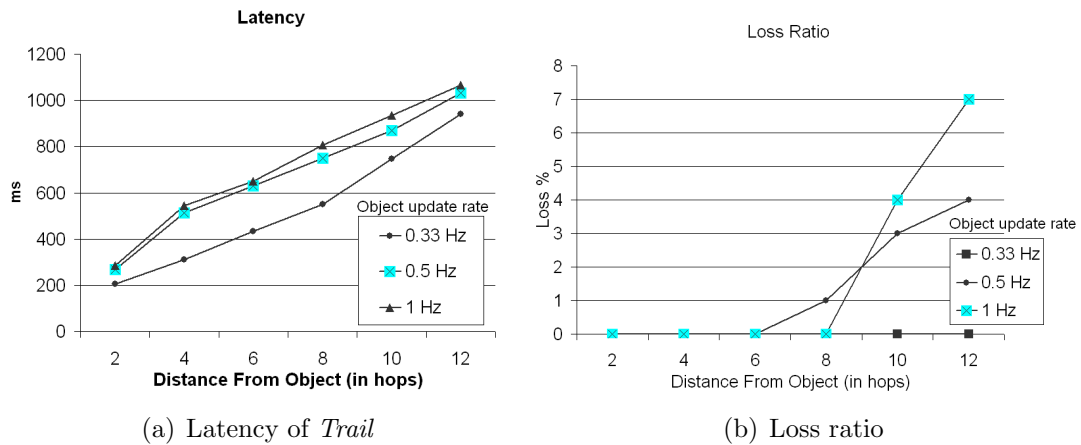 Latency
1200
1000
800
600
400
200
0
ms
2 4 6 8 10 12
Distance From Object (in hops)
Object update rate
0.33 Hz
0.5 Hz
1 Hz
(a) Latency of Trail
Loss Ratio
8
7
6
5
4
3
2
1
0
Loss %
2 4 6 8 10 12
Distance From Object (in hops)
Object update rate
0.33 Hz
0.5 Hz
1 Hz
(b) Loss ratio